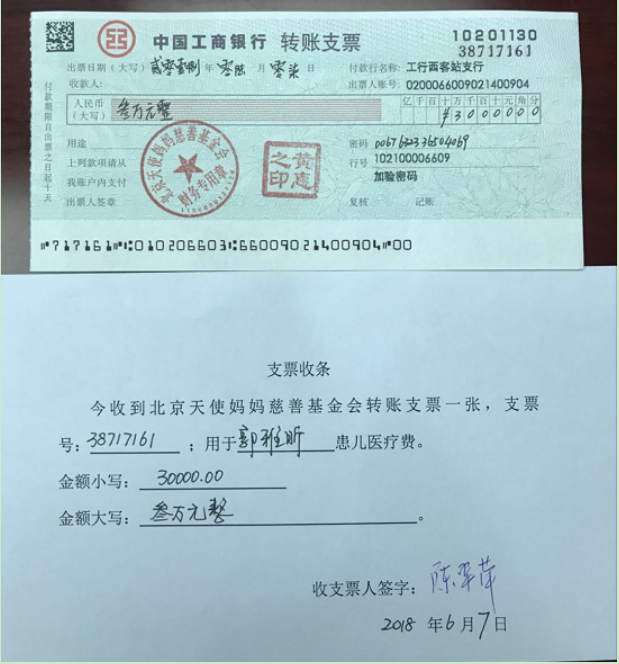 中国工商银行 转账支票
10201130
38717161
出票日期(大写) 贰零壹捌 年 零陆 月 零柒 日
付款行名称: 工行西客站支行
收款人:
出票人账号: 0200066009021400904
付款期限自出票之日起十天
人民币(大写) 叁万元整
亿千百十万千百十元角分
¥3000000
用途
密码
上列款项请从
行号 102100006609
我账户内支付
加验密码
出票人签章
复核 记账
北京天使妈妈慈善基金会
财务专用章
黄惠之印
支票收条
今收到北京天使妈妈慈善基金会转账支票一张,支票
号: 38717161 ;用于郭雅昕患儿医疗费。
金额小写: 30000.00
金额大写: 叁万元整 。
收支票人签字:
2018 年 6 月 7 日